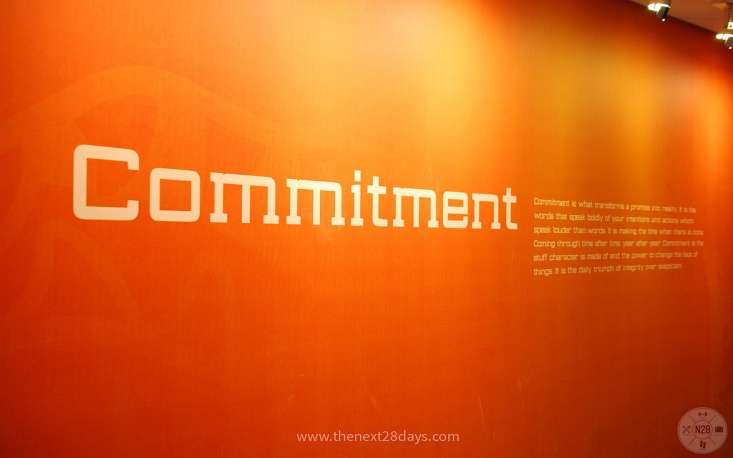 Commitment
Commitment is what transforms a promise into reality. It is the
words that speak boldly of your intentions and actions which
speak louder than words. It is making the time when there is none.
Coming through time after time, year after year. Commitment is the
stuff character is made of and the power to change the face of
things. It is the daily triumph of integrity over skepticism.
www.thenext28days.com
N28